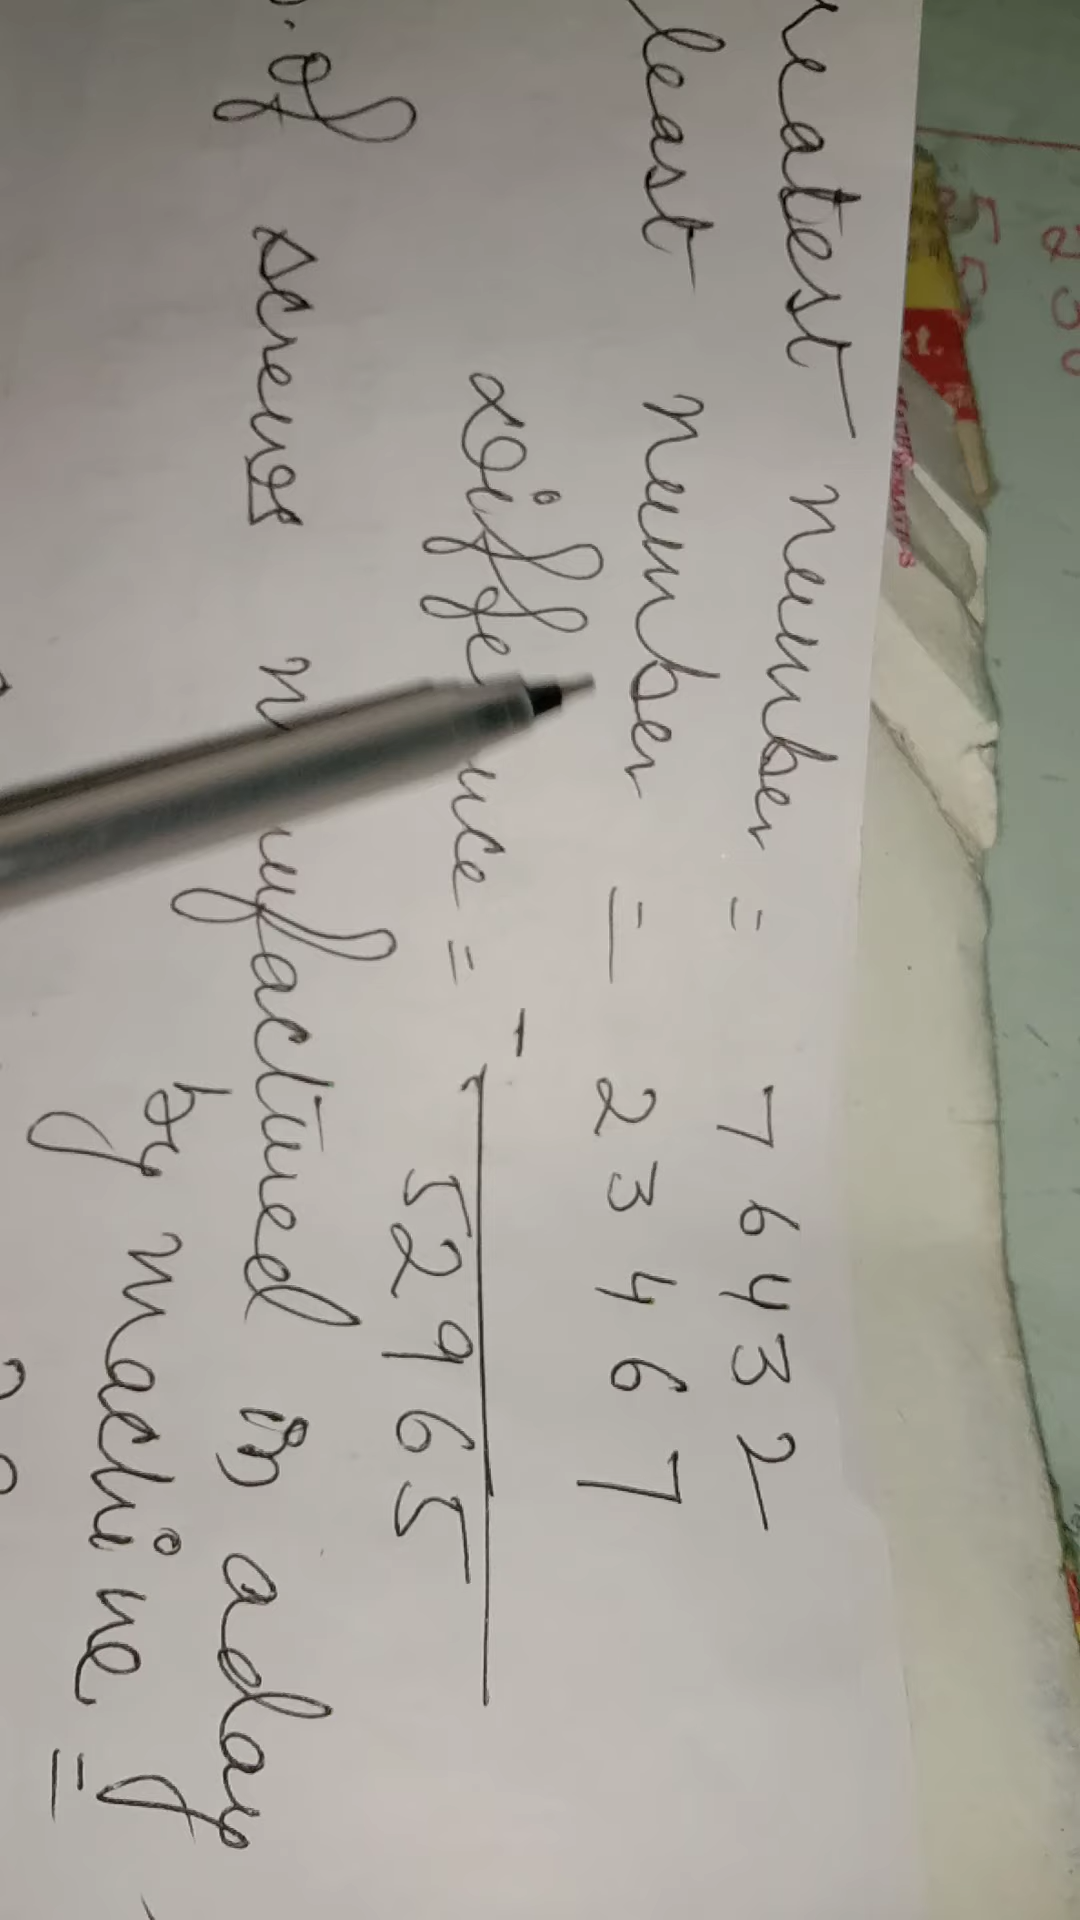 reatest number = 76432
least number = 23467
Difference = - 52965
. of screws manufactured in a day
by machine =